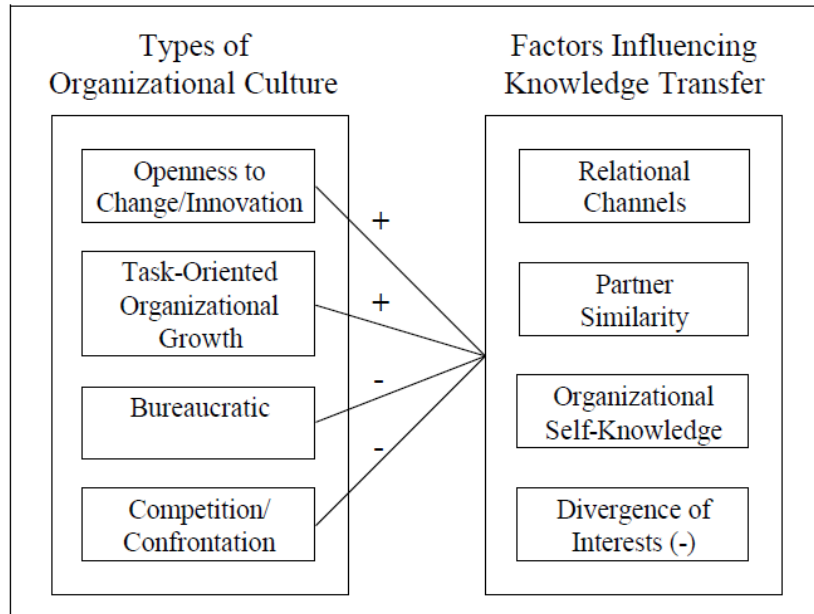 Types of
Organizational Culture
Openness to
Change/Innovation
Task-Oriented
Organizational
Growth
Bureaucratic
Competition/
Confrontation
+
+
-
-
Factors Influencing
Knowledge Transfer
Relational
Channels
Partner
Similarity
Organizational
Self-Knowledge
Divergence of
Interests (-)